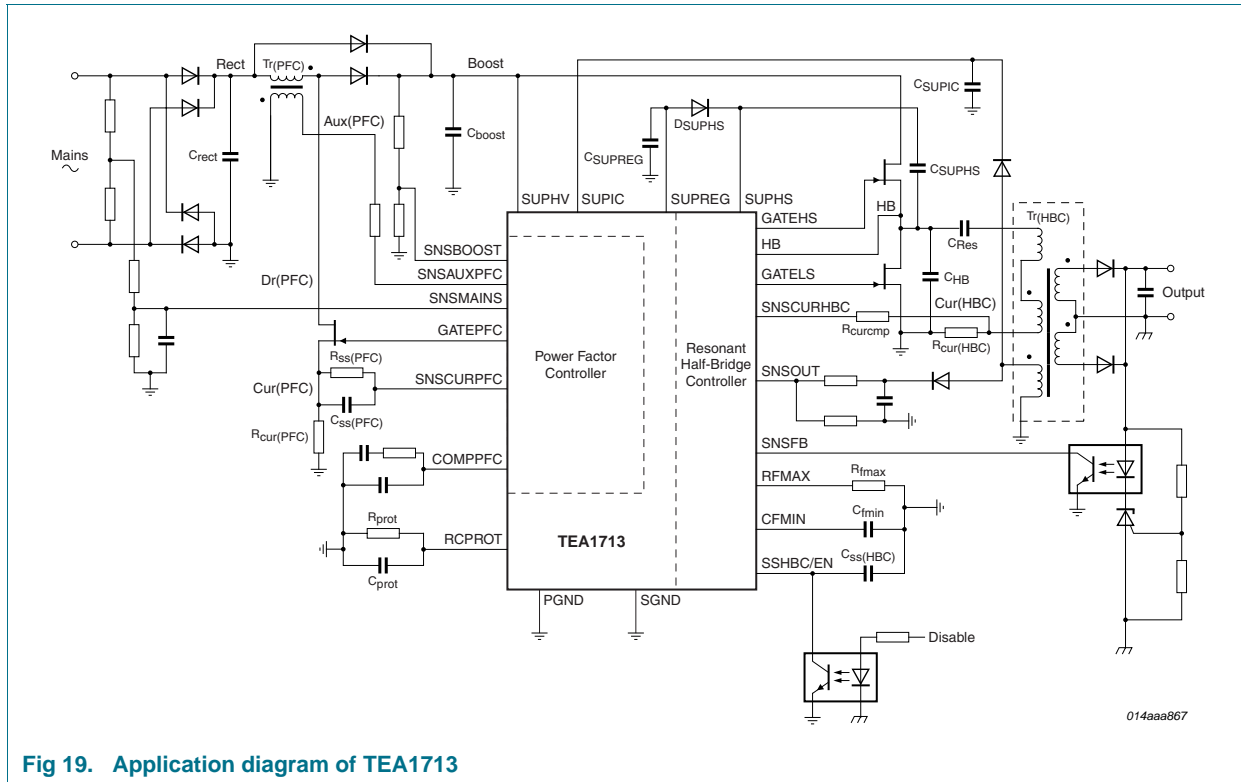 Rect
Tr(PFC)
Boost
Aux(PFC)
Mains
~
Crect
Cboost
CSUPREG
DSUPHS
CSUPIC
CSUPHS
SUPHV
SUPIC
SUPREG
SUPHS
GATEHS
HB
HB
GATELS
CRes
Tr(HBC)
CHB
Cur(HBC)
Output
SNSBOOST
SNSAUXPFC
Dr(PFC)
SNSMAINS
SNSCURHBC
Rcurcmp
Rcur(HBC)
GATEPFC
Rss(PFC)
Power Factor
Controller
Resonant
Half-Bridge
Controller
SNSOUT
Cur(PFC)
SNSCURPFC
Css(PFC)
Rcur(PFC)
SNSFB
COMPPFC
RFMAX
Rfmax
CFMIN
Cfmin
Rprot
RCPROT
Cprot
TEA1713
SSHBC/EN
Css(HBC)
PGND
SGND
Disable
014aaa867
Fig 19. Application diagram of TEA1713